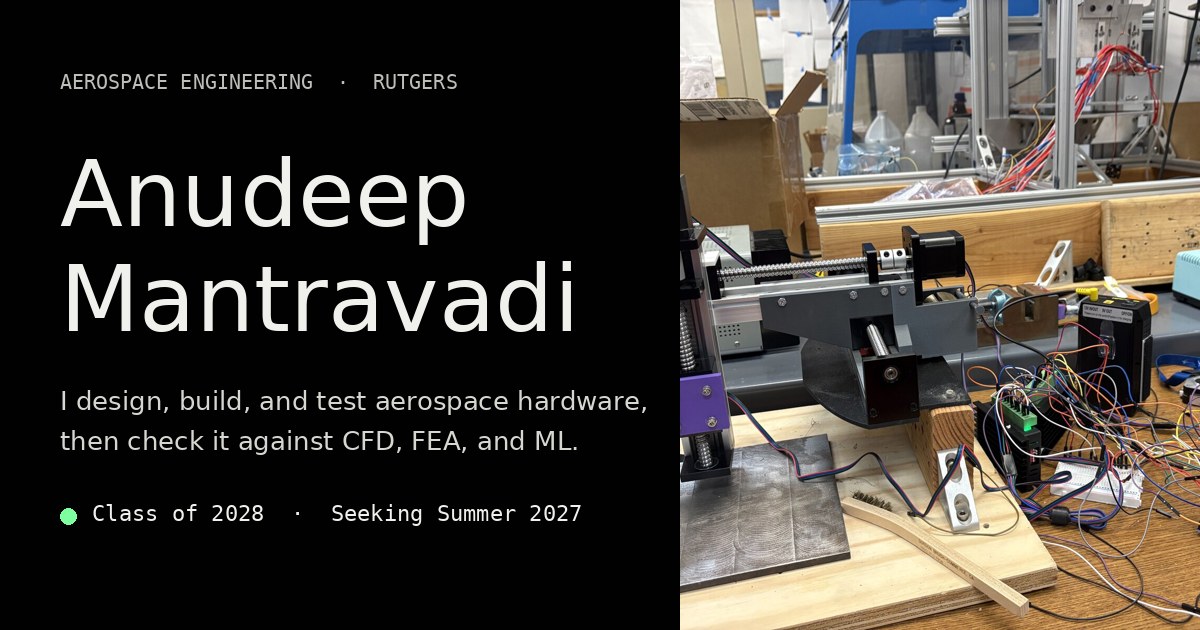 AEROSPACE ENGINEERING · RUTGERS
Anudeep
Mantravadi
I design, build, and test aerospace hardware,
then check it against CFD, FEA, and ML.
Class of 2028 · Seeking Summer 2027